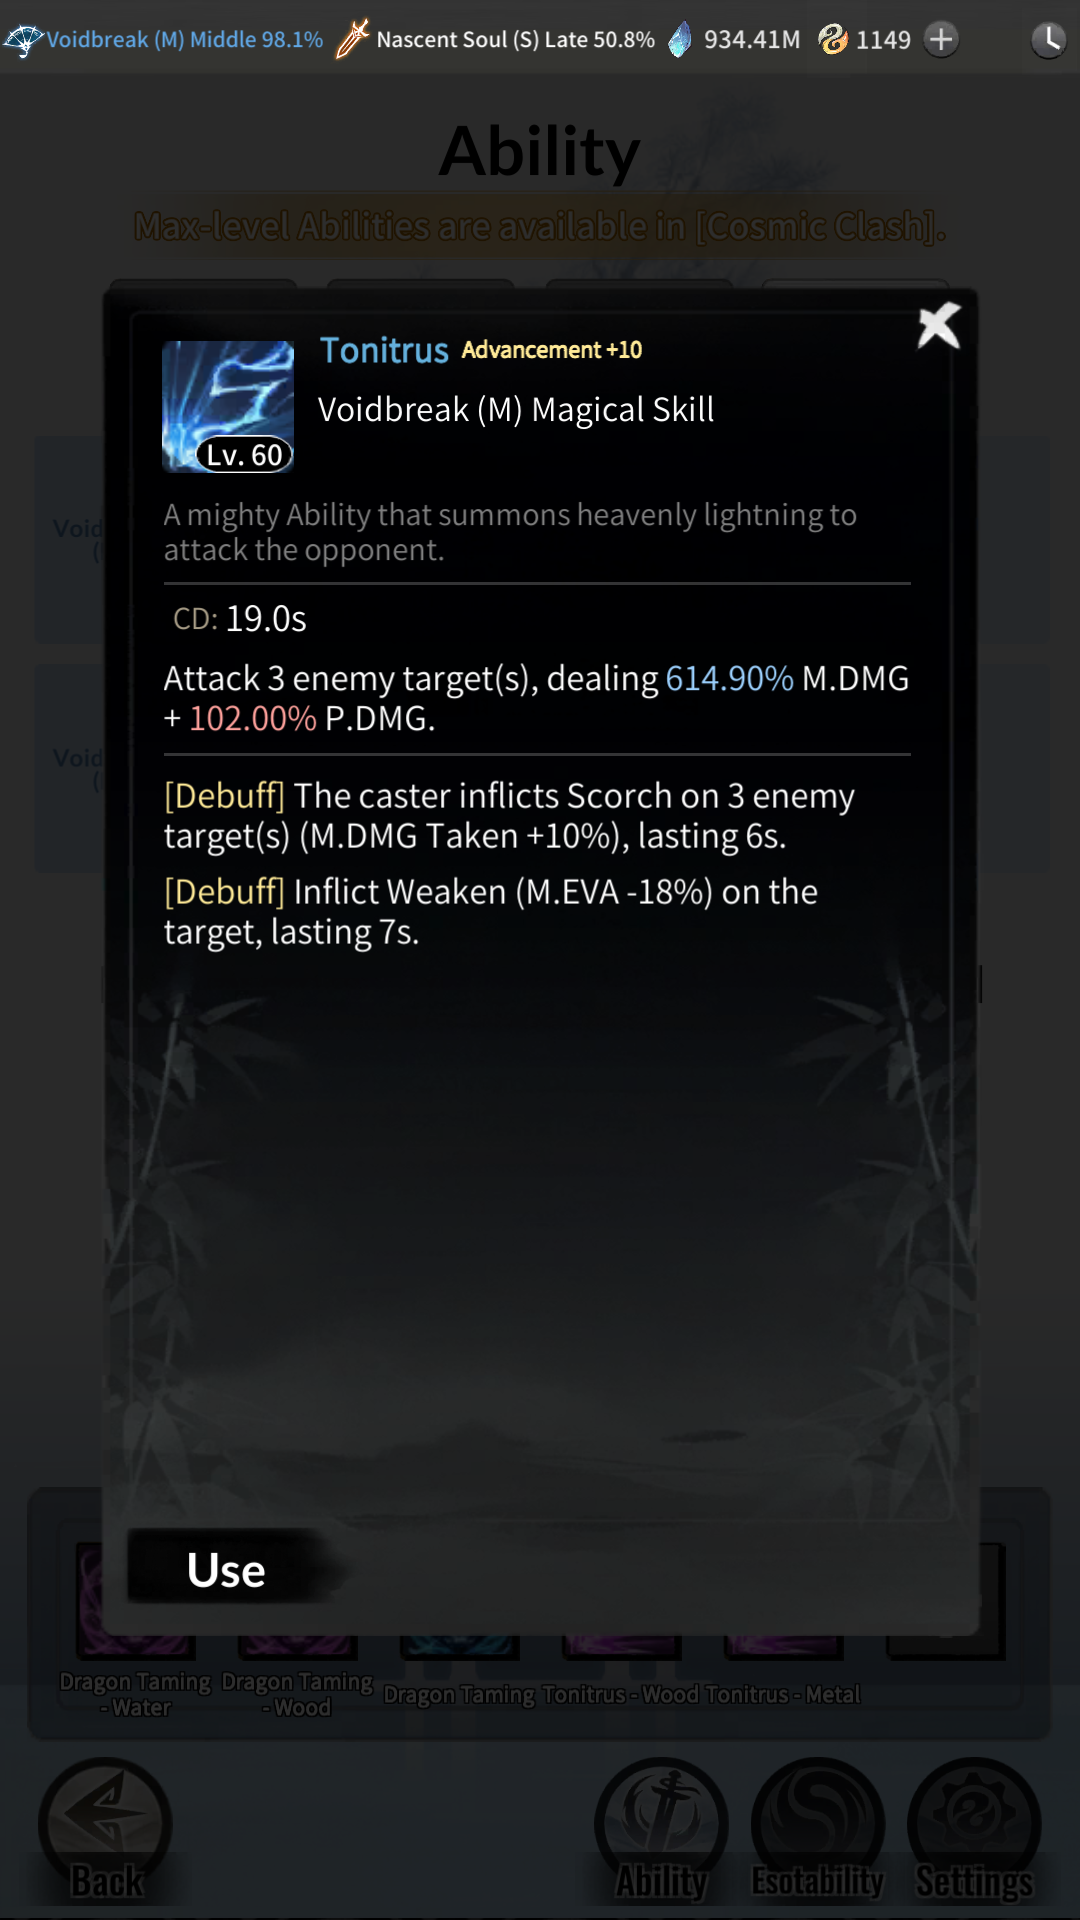 Voidbreak (M) Middle 98.1% Nascent Soul (S) Late 50.8% 934.41M 1149
Ability
Max-level Abilities are available in [Cosmic Clash].
Tonitrus Advancement +10
Voidbreak (M) Magical Skill
Lv. 60
A mighty Ability that summons heavenly lightning to
attack the opponent.
CD: 19.0s
Attack 3 enemy target(s), dealing 614.90% M.DMG
+ 102.00% P.DMG.
[Debuff] The caster inflicts Scorch on 3 enemy
target(s) (M.DMG Taken +10%), lasting 6s.
[Debuff] Inflict Weaken (M.EVA -18%) on the
target, lasting 7s.
Use
Dragon Taming
- Water
Dragon Taming
- Wood
Dragon Taming
Tonitrus - Wood
Tonitrus - Metal
Back
Ability
Esotability
Settings